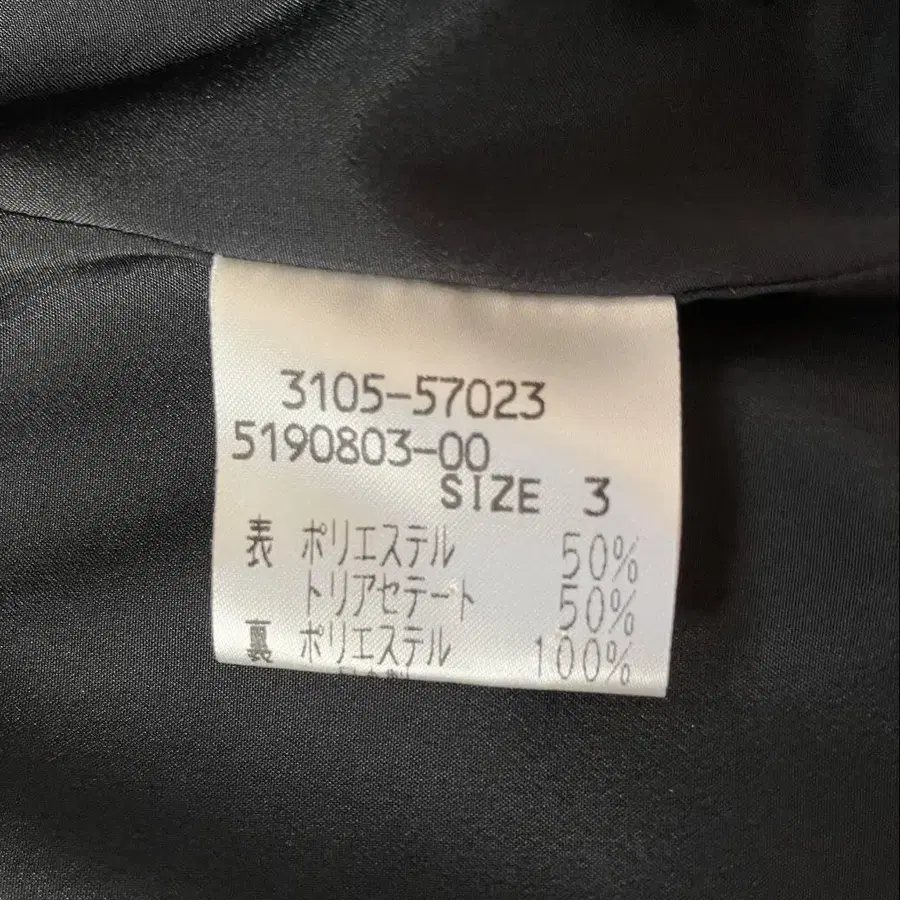 3105-57023
5190803-00
SIZE 3
表 ポリエステル 50%
トリアセテート 50%
裏 ポリエステル 100%